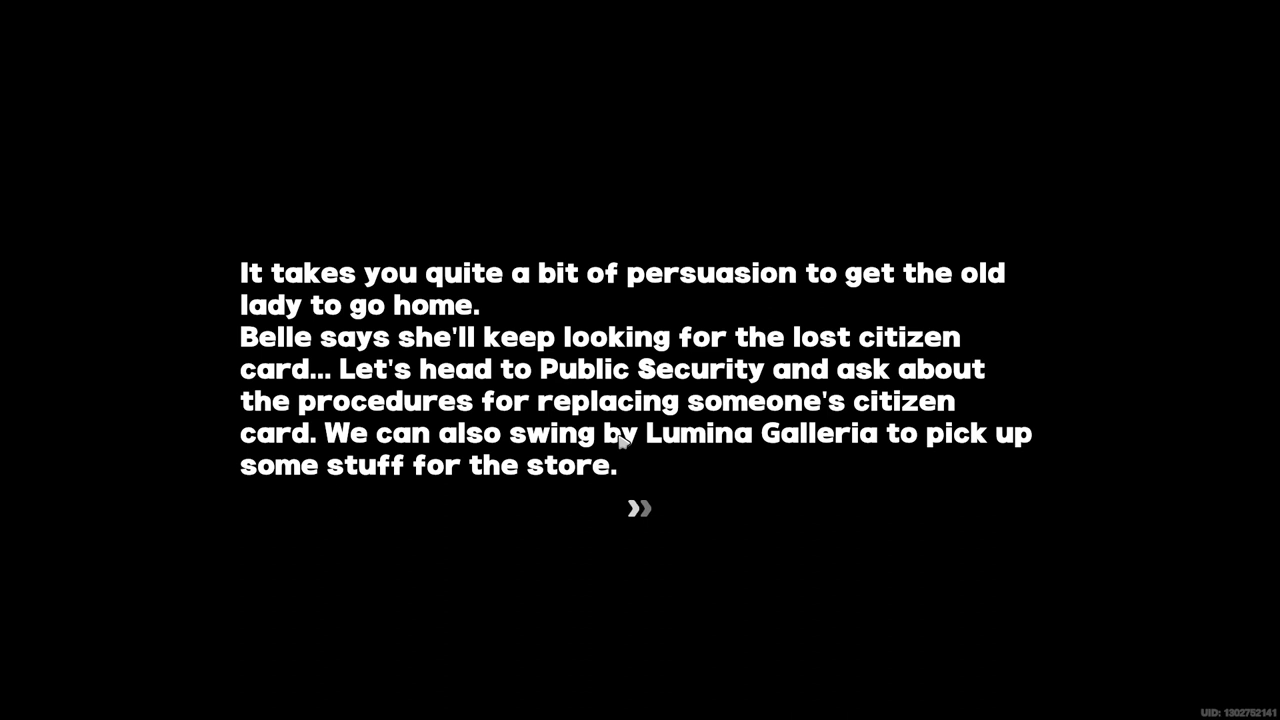 It takes you quite a bit of persuasion to get the old
lady to go home.
Belle says she'll keep looking for the lost citizen
card... Let's head to Public Security and ask about
the procedures for replacing someone's citizen
card. We can also swing by Lumina Galleria to pick up
some stuff for the store.
UID: 1302752141